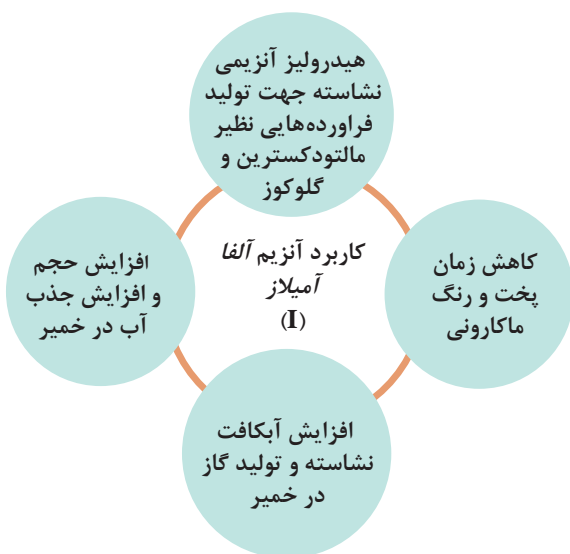 هیدرولیز آنزیمی
نشاسته جهت تولید
فراورده‌هایی نظیر
مالتودکسترین و
گلوکوز
کاربرد آنزیم آلفا
آمیلاز
(I)
کاهش زمان
پخت و رنگ
ماکارونی
افزایش حجم
و افزایش جذب
آب در خمیر
افزایش آبکافت
نشاسته و تولید گاز
در خمیر